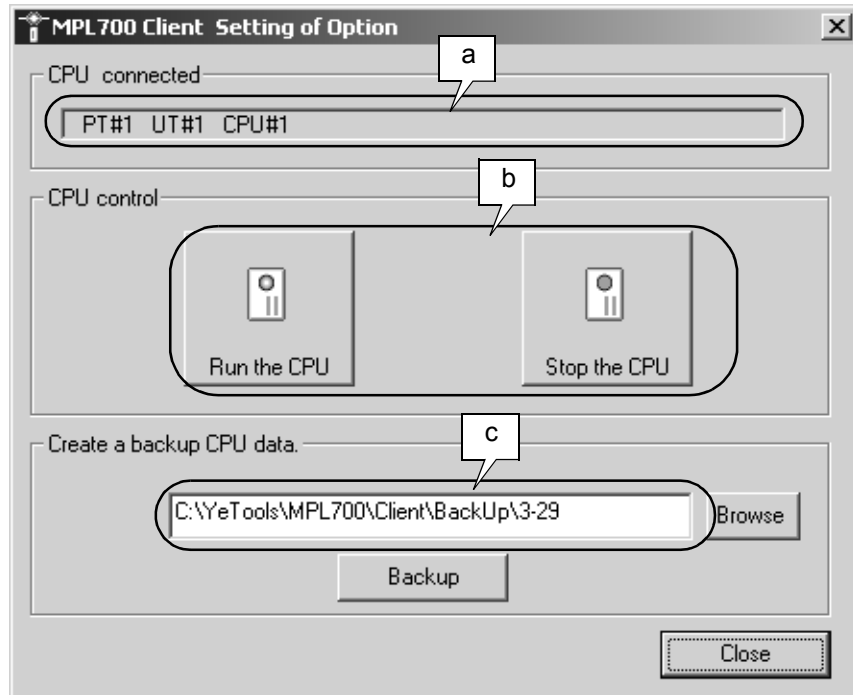 MPL700 Client Setting of Option
a
CPU connected
PT#1 UT#1 CPU#1
b
CPU control
Run the CPU
Stop the CPU
c
Create a backup CPU data.
C:\YeTools\MPL700\Client\BackUp\3-29
Browse
Backup
Close